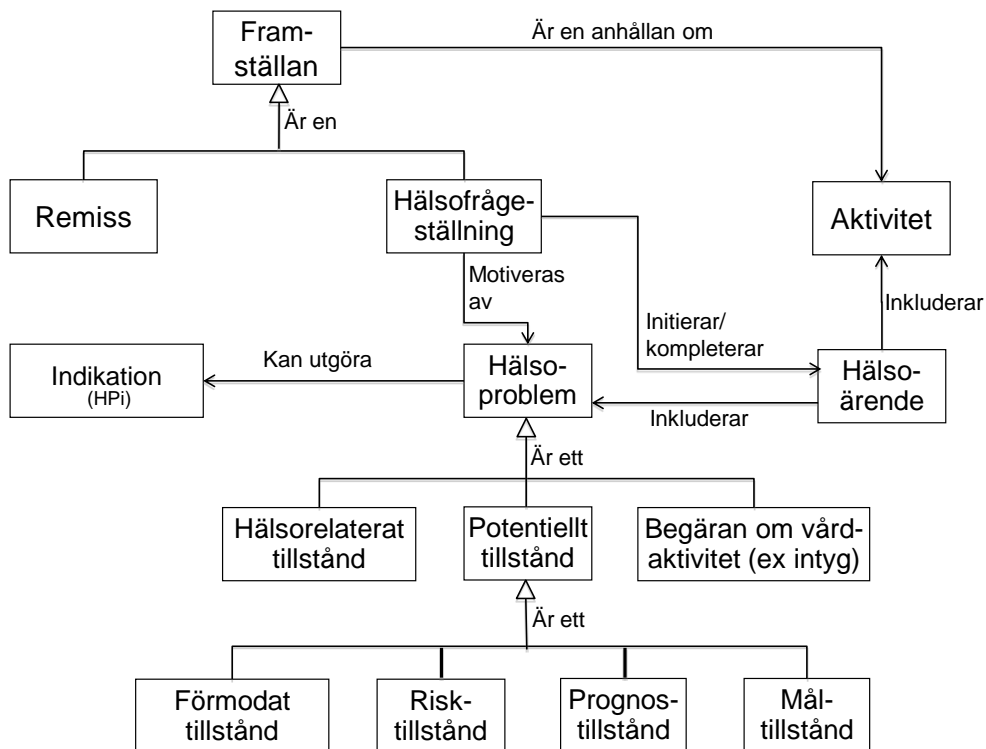 Fram-
ställan
Är en anhållan om
Är en
Remiss
Hälsofråge-
ställning
Aktivitet
Motiveras
av
Initierar/
kompleterar
Inkluderar
Indikation
(HPi)
Kan utgöra
Hälso-
problem
Inkluderar
Hälso-
ärende
Är ett
Hälsorelaterat
tillstånd
Potentiellt
tillstånd
Begäran om vård-
aktivitet (ex intyg)
Är ett
Förmodat
tillstånd
Risk-
tillstånd
Prognos-
tillstånd
Mål-
tillstånd